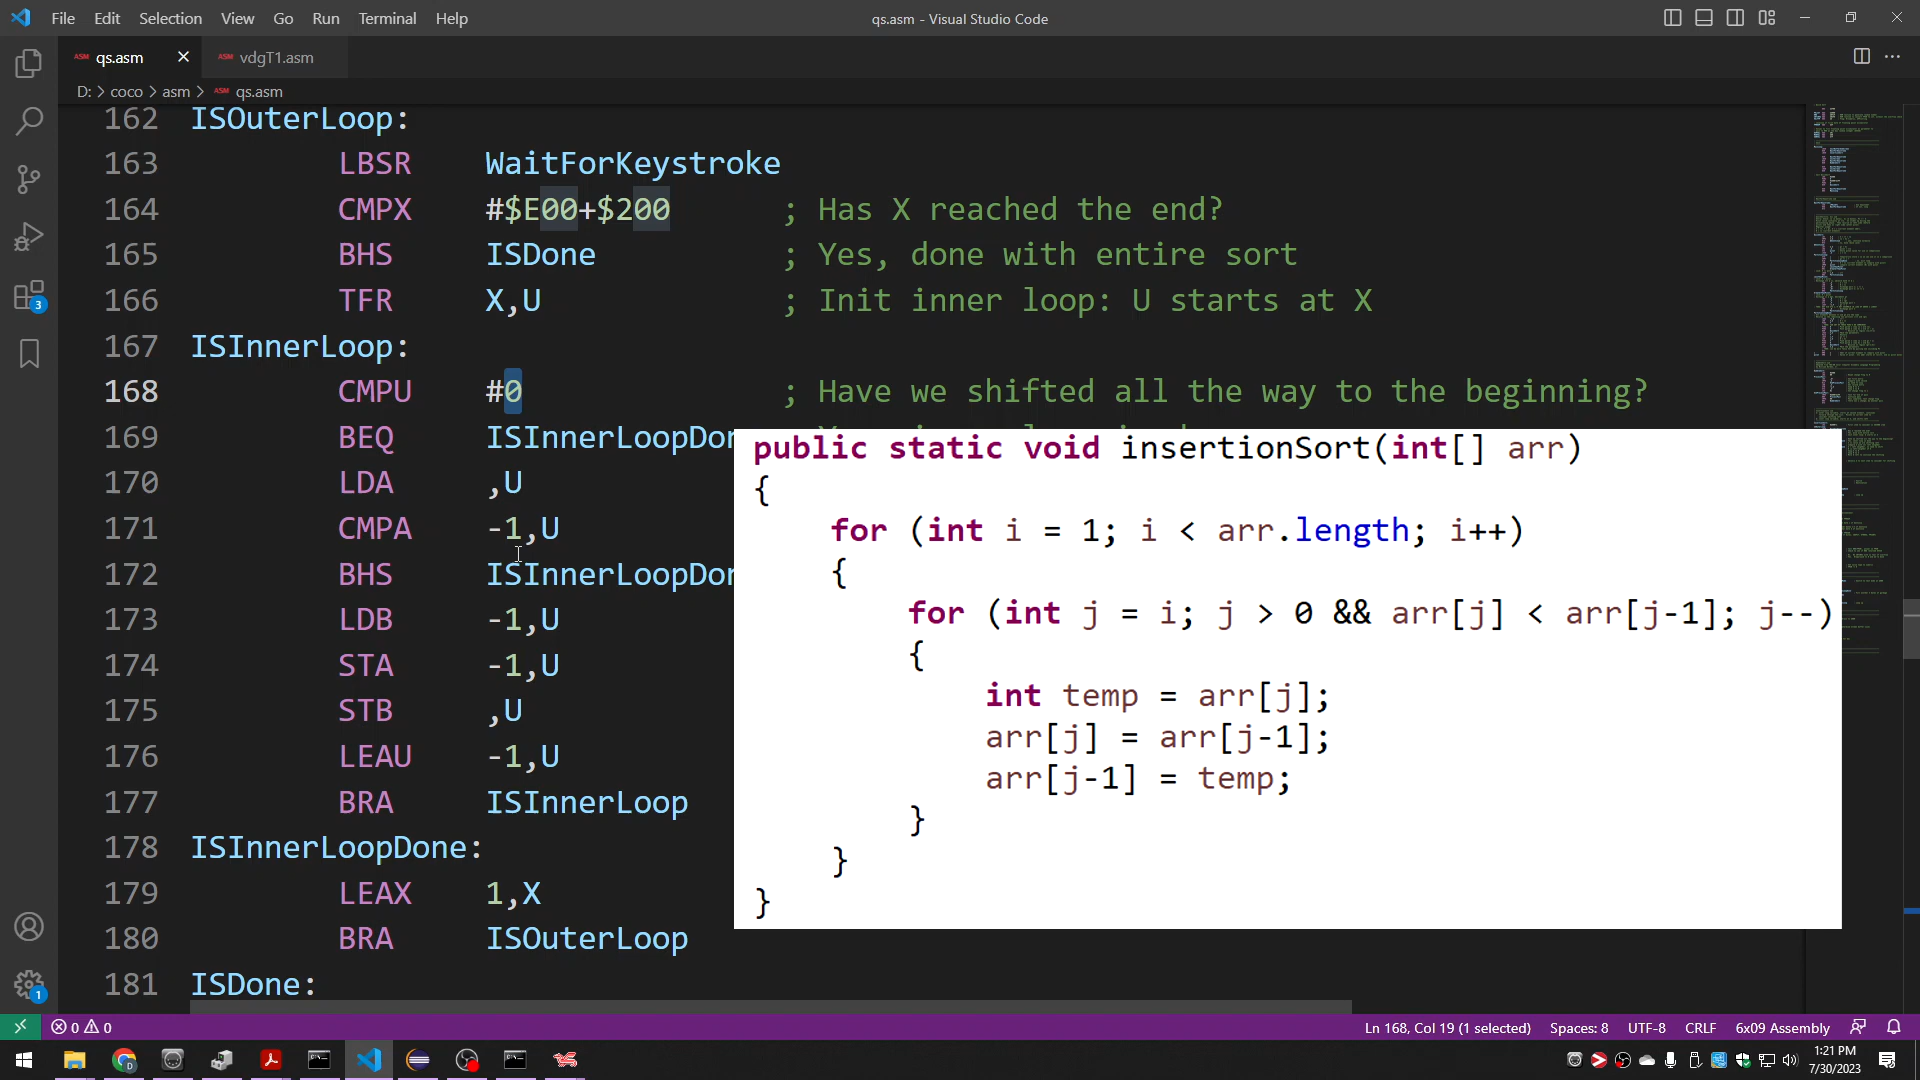 File Edit Selection View Go Run Terminal Help
qs.asm - Visual Studio Code
ASM qs.asm
ASM vdgT1.asm
D: > coco > asm > ASM qs.asm
162 ISOuterLoop:
163 LBSR WaitForKeystroke
164 CMPX #$E00+$200 ; Has X reached the end?
165 BHS ISDone ; Yes, done with entire sort
166 TFR X,U ; Init inner loop: U starts at X
167 ISInnerLoop:
168 CMPU #0 ; Have we shifted all the way to the beginning?
169 BEQ ISInnerLoopDon
170 LDA ,U
171 CMPA -1,U
172 BHS ISInnerLoopDon
173 LDB -1,U
174 STA -1,U
175 STB ,U
176 LEAU -1,U
177 BRA ISInnerLoop
178 ISInnerLoopDone:
179 LEAX 1,X
180 BRA ISOuterLoop
181 ISDone:
public static void insertionSort(int[] arr)
{
for (int i = 1; i < arr.length; i++)
{
for (int j = i; j > 0 && arr[j] < arr[j-1]; j--)
{
int temp = arr[j];
arr[j] = arr[j-1];
arr[j-1] = temp;
}
}
}
3
1
0 0
Ln 168, Col 19 (1 selected) Spaces: 8 UTF-8 CRLF 6x09 Assembly
1:21 PM
7/30/2023